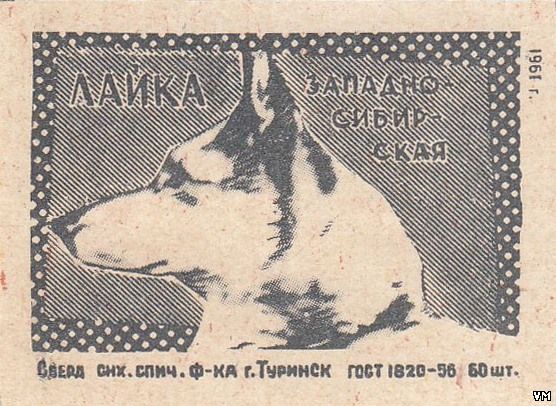 ЛАЙКА
ЗАПАДНО-
СИБИР-
СКАЯ
1961 г.
Сверд снх. спич. ф-ка г. Туринск ГОСТ 1820-56 60 шт.
VM